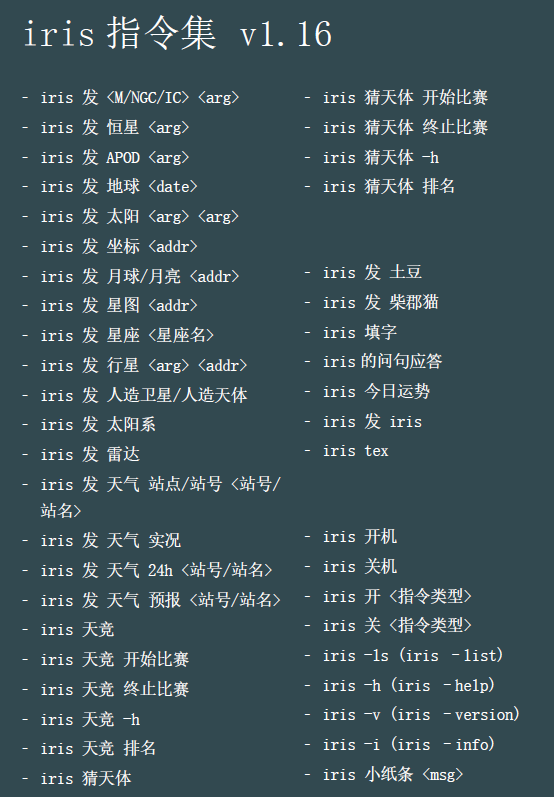 iris 指令集 v1.16
- iris 发 <M/NGC/IC> <arg>
- iris 发 恒星 <arg>
- iris 发 APOD <arg>
- iris 发 地球 <date>
- iris 发 太阳 <arg> <arg>
- iris 发 坐标 <addr>
- iris 发 月球/月亮 <addr>
- iris 发 星图 <addr>
- iris 发 星座 <星座名>
- iris 发 行星 <arg> <addr>
- iris 发 人造卫星/人造天体
- iris 发 太阳系
- iris 发 雷达
- iris 发 天气 站点/站号 <站号/
站名>
- iris 发 天气 实况
- iris 发 天气 24h <站号/站名>
- iris 发 天气 预报 <站号/站名>
- iris 天竞
- iris 天竞 开始比赛
- iris 天竞 终止比赛
- iris 天竞 -h
- iris 天竞 排名
- iris 猜天体
- iris 猜天体 开始比赛
- iris 猜天体 终止比赛
- iris 猜天体 -h
- iris 猜天体 排名
- iris 发 土豆
- iris 发 柴郡猫
- iris 填字
- iris的问句应答
- iris 今日运势
- iris 发 iris
- iris tex
- iris 开机
- iris 关机
- iris 开 <指令类型>
- iris 关 <指令类型>
- iris -ls (iris -list)
- iris -h (iris -help)
- iris -v (iris -version)
- iris -i (iris -info)
- iris 小纸条 <msg>